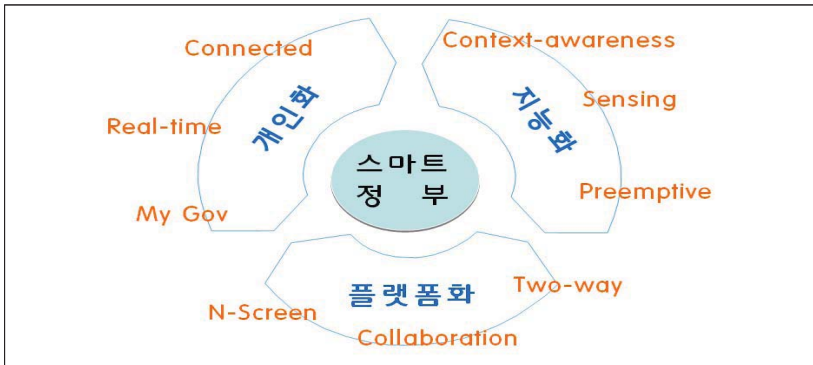 Connected
Real-time
My Gov
개인화
Context-awareness
Sensing
Preemptive
지능화
스마트
정 부
플랫폼화
N-Screen
Collaboration
Two-way